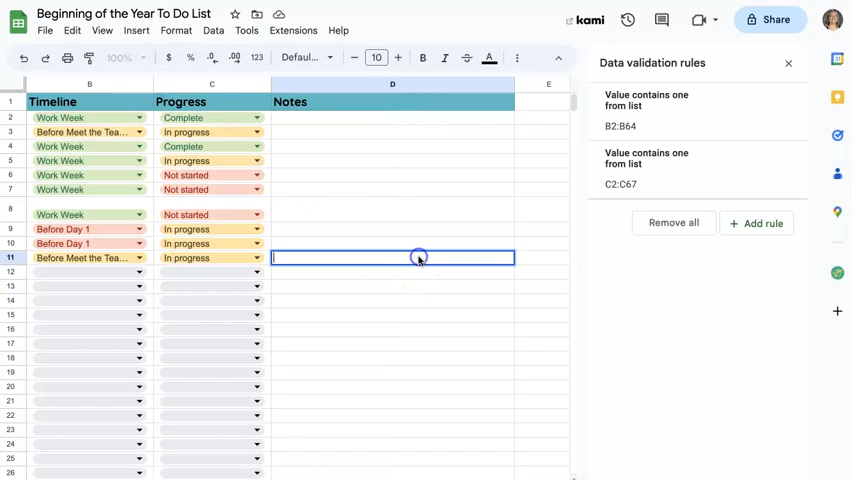 Beginning of the Year To Do List
File Edit View Insert Format Data Tools Extensions Help
kami
Share
100% $ % .0 .00 123 Defaul... − 10 + B I S A
Data validation rules
B C D E
1 Timeline Progress Notes
2 Work Week Complete
3 Before Meet the Tea... In progress
4 Work Week Complete
5 Work Week In progress
6 Work Week Not started
7 Work Week Not started
8 Work Week Not started
9 Before Day 1 In progress
10 Before Day 1 In progress
11 Before Meet the Tea... In progress
12
13
14
15
16
17
18
19
20
21
22
23
24
25
26
Value contains one
from list
B2:B64
Value contains one
from list
C2:C67
Remove all + Add rule